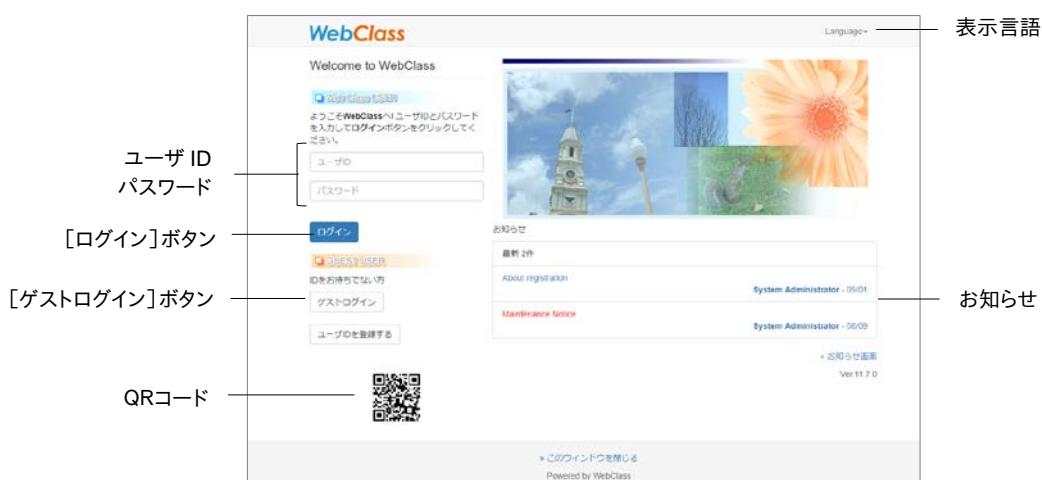 WebClass
Language
表示言語
Welcome to WebClass
Web Class USER
ようこそWebClassへ! ユーザIDとパスワード
を入力してログインボタンをクリックしてく
ださい。
ユーザ ID
パスワード
ユーザID
パスワード
[ログイン]ボタン
ログイン
お知らせ
最新 2件
GUEST USER
IDをお持ちでない方
About registration
System Administrator - 05/01
[ゲストログイン]ボタン
ゲストログイン
お知らせ
Maintenance Notice
System Administrator - 08/09
ユーザIDを登録する
» お知らせ画面
Ver.11.7.0
QRコード
» このウィンドウを閉じる
Powered by WebClass